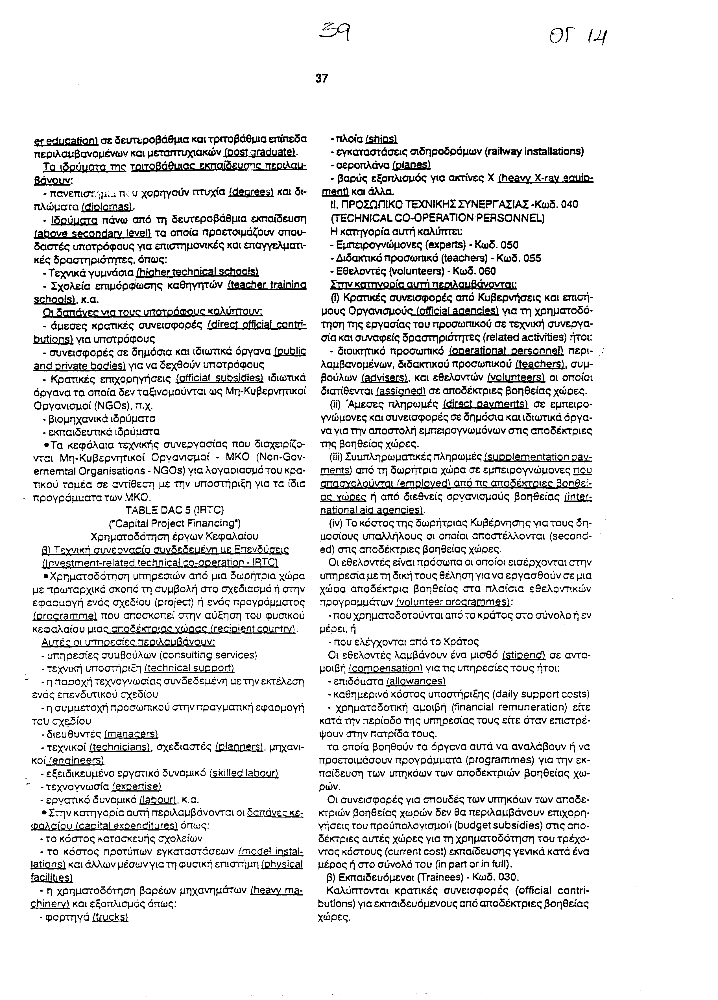 39
ΘΓ 14
37
er education) σε δευτεροβάθμια και τριτοβάθμια επίπεδα
περιλαμβανομένων και μεταπτυχιακών (post graduate).
Τα ιδρύματα της τριτοβάθμιας εκπαίδευσης περιλαμ-
βάνουν:
- πανεπιστήμια που χορηγούν πτυχία (degrees) και δι-
πλώματα (diplomas).
- Ιδρύματα πάνω από τη δευτεροβάθμια εκπαίδευση
(above secondary level) τα οποία προετοιμάζουν σπου-
δαστές υποτρόφους για επιστημονικές και επαγγελματι-
κές δραστηριότητες, όπως:
- Τεχνικά γυμνάσια (higher technical schools)
- Σχολεία επιμόρφωσης καθηγητών (teacher training
schools), κ.α.
Οι δαπάνες για τους υποτρόφους καλύπτουν:
- άμεσες κρατικές συνεισφορές (direct official contri-
butions) για υποτρόφους
- συνεισφορές σε δημόσια και ιδιωτικά όργανα (public
and private bodies) για να δεχθούν υποτρόφους
- Κρατικές επιχορηγήσεις (official subsidies) ιδιωτικά
όργανα τα οποία δεν ταξινομούνται ως Μη-Κυβερνητικοί
Οργανισμοί (NGOs), π.χ.
- βιομηχανικά ιδρύματα
- εκπαιδευτικά ιδρύματα
•Τα κεφάλαια τεχνικής συνεργασίας που διαχειρίζο-
νται Μη-Κυβερνητικοί Οργανισμοί - ΜΚΟ (Non-Gov-
ernemtal Organisations - NGOs) για λογαριασμό του κρα-
τικού τομέα σε αντίθεση με την υποστήριξη για τα ίδια
προγράμματα των ΜΚΟ.
TABLE DAC 5 (IRTC)
("Capital Project Financing")
Χρηματοδότηση έργων Κεφαλαίου
β) Τεχνική συνεργασία συνδεδεμένη με Επενδύσεις
(Investment-related technical co-operation - IRTC)
•Χρηματοδότηση υπηρεσιών από μια δωρήτρια χώρα
με πρωταρχικό σκοπό τη συμβολή στο σχεδιασμό ή στην
εφαρμογή ενός σχεδίου (project) ή ενός προγράμματος
(programme) που αποσκοπεί στην αύξηση του φυσικού
κεφαλαίου μιας αποδέκτριας χώρας (recipient country).
Αυτές οι υπηρεσίες περιλαμβάνουν:
- υπηρεσίες συμβούλων (consulting services)
- τεχνική υποστήριξη (technical support)
- η παροχή τεχνογνωσίας συνδεδεμένη με την εκτέλεση
ενός επενδυτικού σχεδίου
- η συμμετοχή προσωπικού στην πραγματική εφαρμογή
του σχεδίου
- διευθυντές (managers)
- τεχνικοί (technicians), σχεδιαστές (planners), μηχανι-
κοί (engineers)
- εξειδικευμένο εργατικό δυναμικό (skilled labour)
- τεχνογνωσία (expertise)
- εργατικό δυναμικό (labour), κ.α.
•Στην κατηγορία αυτή περιλαμβάνονται οι δαπάνες κε-
φαλαίου (capital expenditures) όπως:
- το κόστος κατασκευής σχολείων
- το κόστος προτύπων εγκαταστάσεων (model instal-
lations) και άλλων μέσων για τη φυσική επιστήμη (physical
facilities)
- η χρηματοδότηση βαρέων μηχανημάτων (heavy ma-
chinery) και εξοπλισμός όπως:
- φορτηγά (trucks)
- πλοία (ships)
- εγκαταστάσεις σιδηροδρόμων (railway installations)
- αεροπλάνα (planes)
- βαρύς εξοπλισμός για ακτίνες Χ (heavy X-ray equip-
ment) και άλλα.
II. ΠΡΟΣΩΠΙΚΟ ΤΕΧΝΙΚΗΣ ΣΥΝΕΡΓΑΣΙΑΣ -Κωδ. 040
(TECHNICAL CO-OPERATION PERSONNEL)
Η κατηγορία αυτή καλύπτει:
- Εμπειρογνώμονες (experts) - Κωδ. 050
- Διδακτικό προσωπικό (teachers) - Κωδ. 055
- Εθελοντές (volunteers) - Κωδ. 060
Στην κατηγορία αυτή περιλαμβάνονται:
(i) Κρατικές συνεισφορές από Κυβερνήσεις και επισή-
μους Οργανισμούς (official agencies) για τη χρηματοδό-
τηση της εργασίας του προσωπικού σε τεχνική συνεργα-
σία και συναφείς δραστηριότητες (related activities) ήτοι:
- διοικητικό προσωπικό (operational personnel) περι-
λαμβανομένων, διδακτικού προσωπικού (teachers), συμ-
βούλων (advisers), και εθελοντών (volunteers) οι οποίοι
διατίθενται (assigned) σε αποδέκτριες βοηθείας χώρες.
(ii) Άμεσες πληρωμές (direct payments) σε εμπειρο-
γνώμονες και συνεισφορές σε δημόσια και ιδιωτικά όργα-
να για την αποστολή εμπειρογνωμόνων στις αποδέκτριες
της βοηθείας χώρες.
(iii) Συμπληρωματικές πληρωμές (supplementation pay-
ments) από τη δωρήτρια χώρα σε εμπειρογνώμονες που
απασχολούνται (employed) από τις αποδέκτριες βοηθεί-
ας χώρες ή από διεθνείς οργανισμούς βοηθείας (inter-
national aid agencies).
(iv) Το κόστος της δωρήτριας Κυβέρνησης για τους δη-
μοσίους υπαλλήλους οι οποίοι αποστέλλονται (second-
ed) στις αποδέκτριες βοηθείας χώρες.
Οι εθελοντές είναι πρόσωπα οι οποίοι εισέρχονται στην
υπηρεσία με τη δική τους θέληση για να εργασθούν σε μια
χώρα αποδέκτρια βοηθείας στα πλαίσια εθελοντικών
προγραμμάτων (volunteer programmes):
- που χρηματοδοτούνται από το κράτος στο σύνολο ή εν
μέρει, ή
- που ελέγχονται από το Κράτος
Οι εθελοντές λαμβάνουν ένα μισθό (stipend) σε αντα-
μοιβή (compensation) για τις υπηρεσίες τους ήτοι:
- επιδόματα (allowances)
- καθημερινό κόστος υποστήριξης (daily support costs)
- χρηματοδοτική αμοιβή (financial remuneration) είτε
κατά την περίοδο της υπηρεσίας τους είτε όταν επιστρέ-
ψουν στην πατρίδα τους.
τα οποία βοηθούν τα όργανα αυτά να αναλάβουν ή να
προετοιμάσουν προγράμματα (programmes) για την εκ-
παίδευση των υπηκόων των αποδεκτριών βοηθείας χω-
ρών.
Οι συνεισφορές για σπουδές των υπηκόων των αποδε-
κτριών βοηθείας χωρών δεν θα περιλαμβάνουν επιχορη-
γήσεις του προϋπολογισμού (budget subsidies) στις απο-
δέκτριες αυτές χώρες για τη χρηματοδότηση του τρέχο-
ντος κόστους (current cost) εκπαίδευσης γενικά κατά ένα
μέρος ή στο σύνολό του (in part or in full).
β) Εκπαιδευόμενοι (Trainees) - Κωδ. 030.
Καλύπτονται κρατικές συνεισφορές (official contri-
butions) για εκπαιδευόμενους από αποδέκτριες βοηθείας
χώρες.